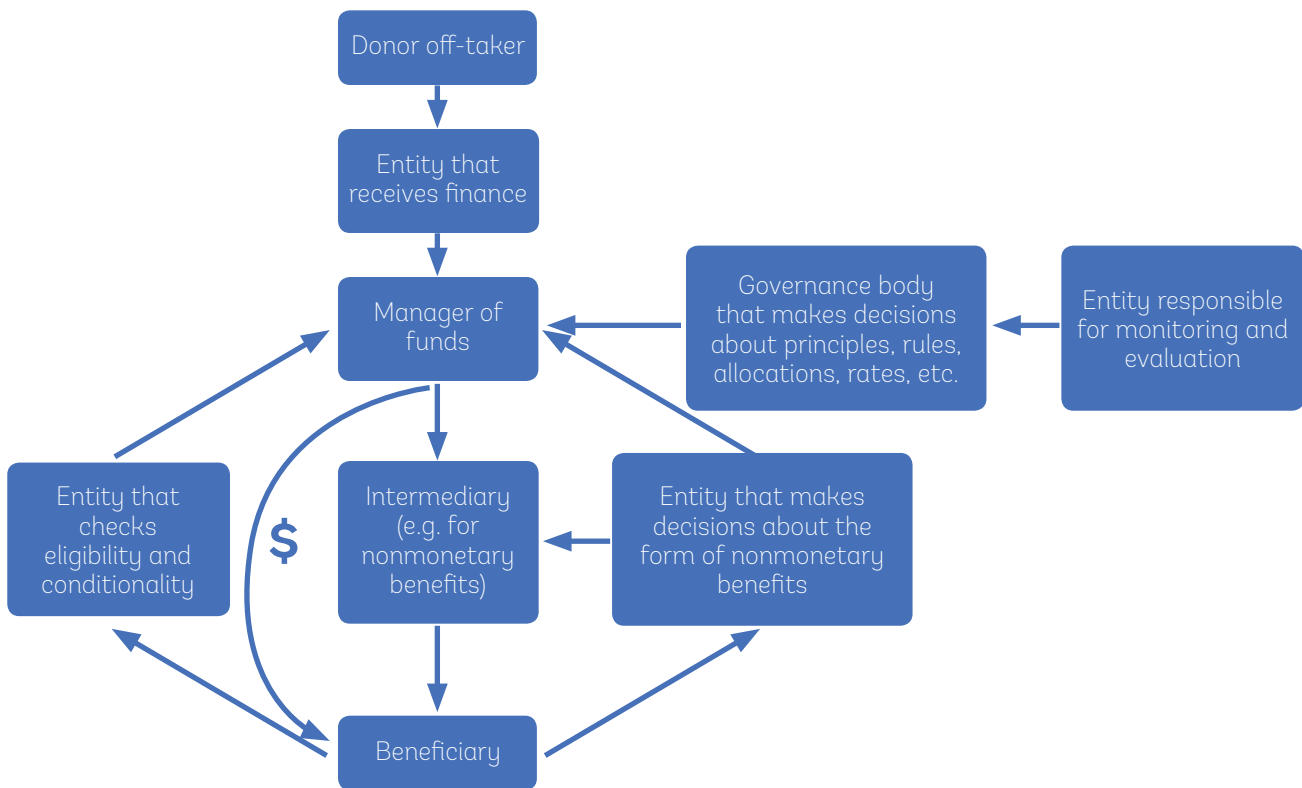 Donor off-taker
Entity that
receives finance
Manager of
funds
Governance body
that makes decisions
about principles, rules,
allocations, rates, etc.
Entity responsible
for monitoring and
evaluation
Entity that
checks
eligibility and
conditionality
$
Intermediary
(e.g. for
nonmonetary
benefits)
Entity that makes
decisions about the
form of nonmonetary
benefits
Beneficiary